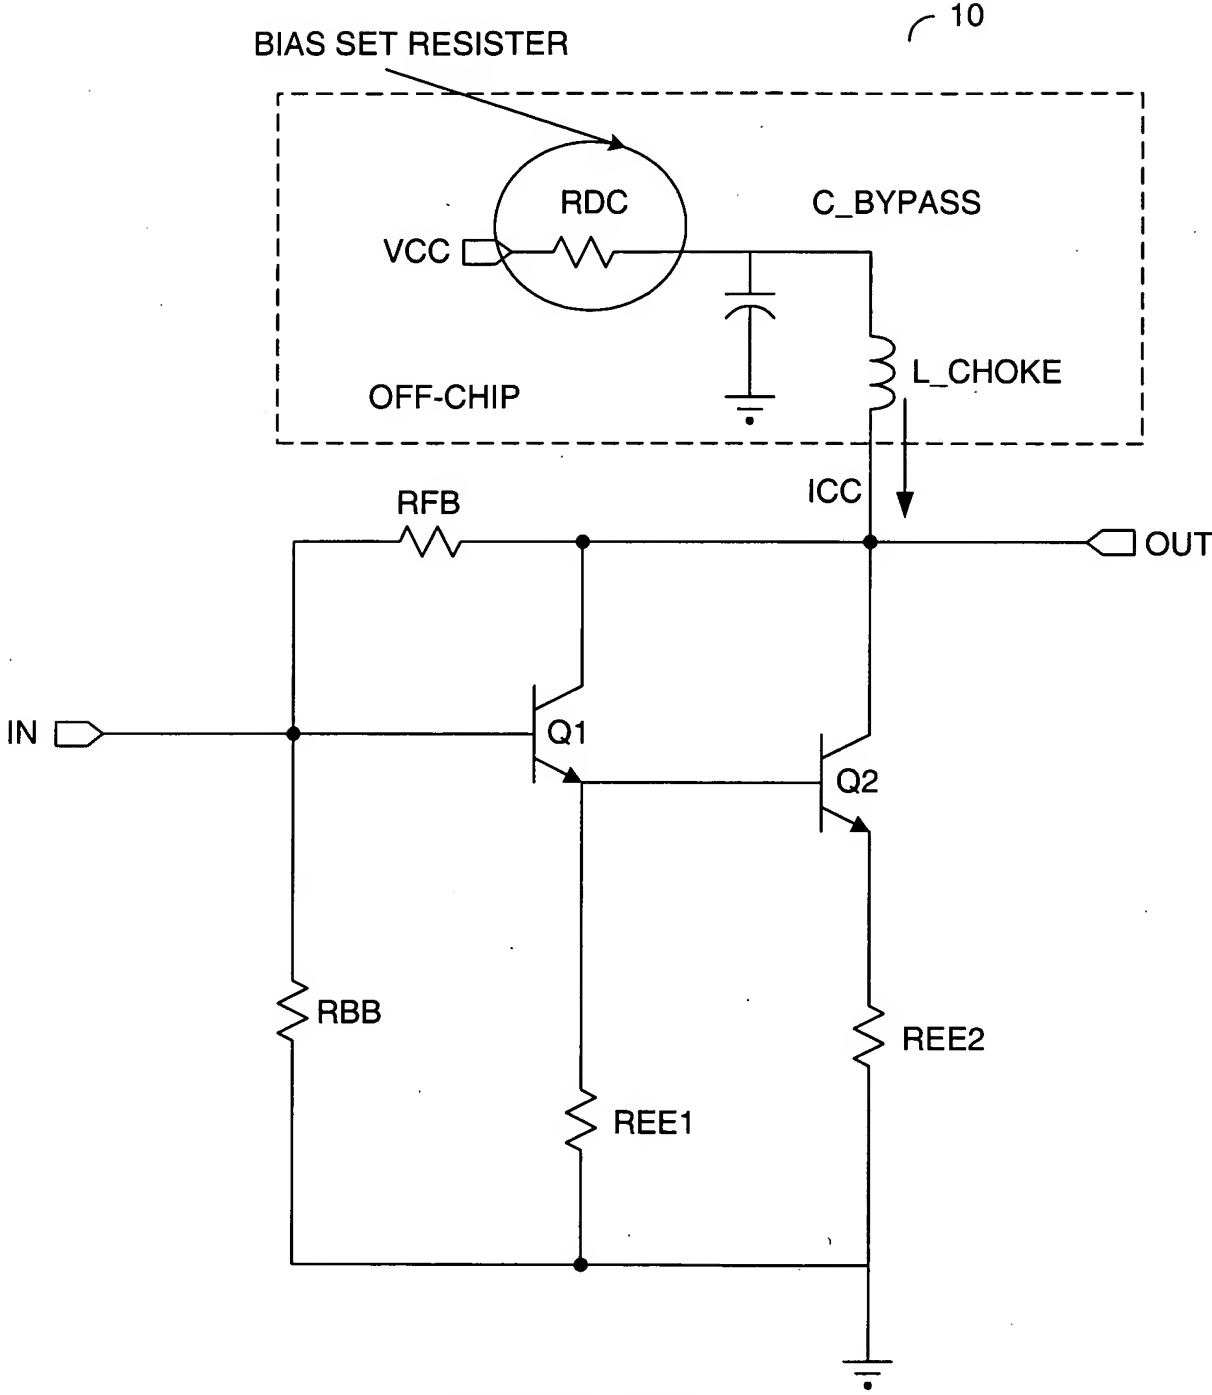 10
BIAS SET RESISTER
RDC
C_BYPASS
VCC
L_CHOKE
OFF-CHIP
ICC
RFB
OUT
IN
Q1
Q2
RBB
REE2
REE1